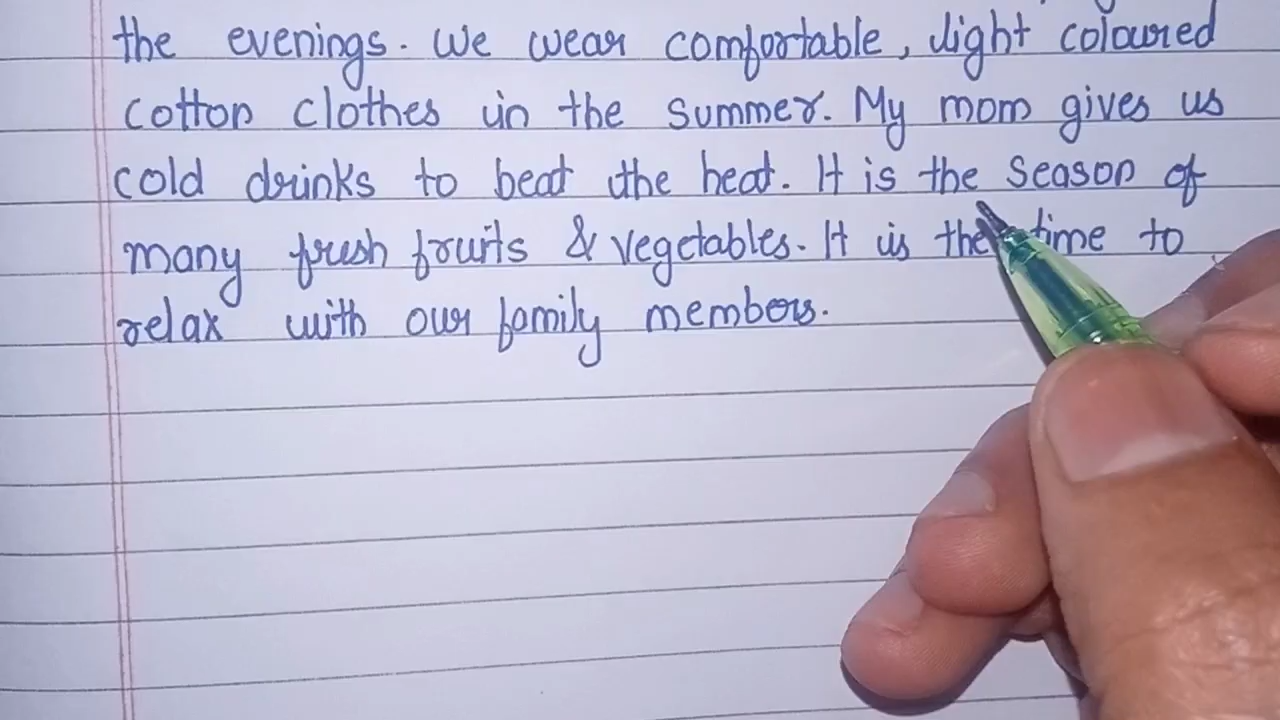 the evenings. We wear comfortable, light coloured
cotton clothes in the summer. My mom gives us
cold drinks to beat the heat. It is the season of
many fresh fruits & vegetables. It is the time to
relax with our family members.